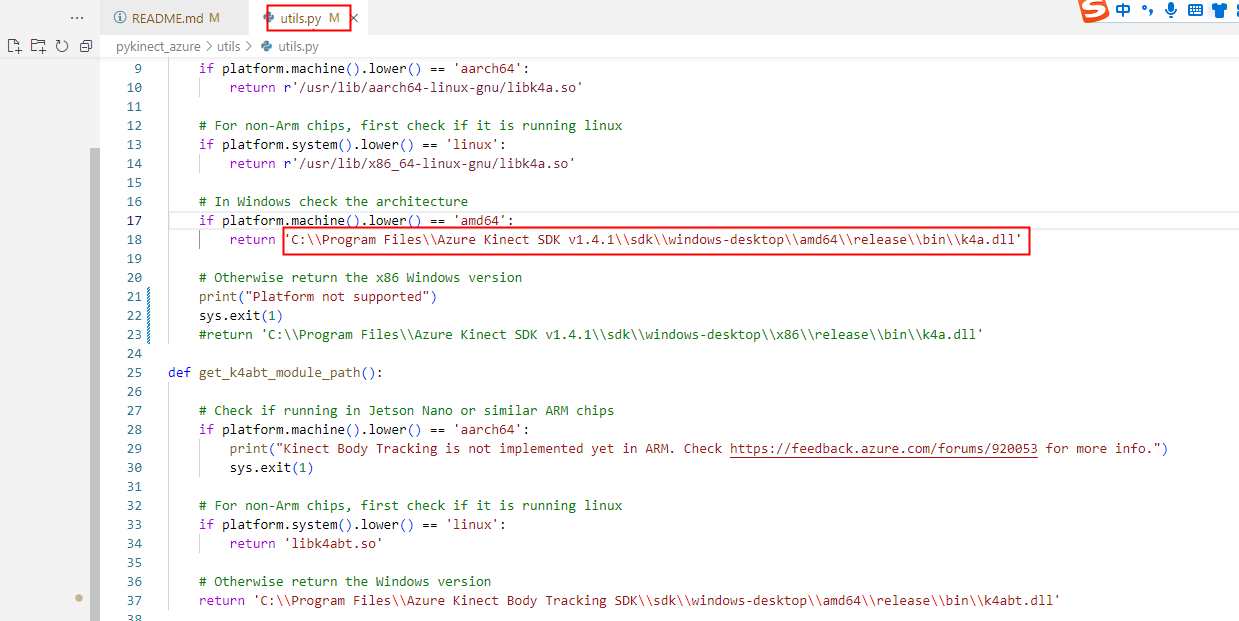 README.md M
utils.py M
pykinect_azure > utils > utils.py
中
9 if platform.machine().lower() == 'aarch64':
10 return r'/usr/lib/aarch64-linux-gnu/libk4a.so'
11
12 # For non-Arm chips, first check if it is running linux
13 if platform.system().lower() == 'linux':
14 return r'/usr/lib/x86_64-linux-gnu/libk4a.so'
15
16 # In Windows check the architecture
17 if platform.machine().lower() == 'amd64':
18 return 'C:\\Program Files\\Azure Kinect SDK v1.4.1\\sdk\\windows-desktop\\amd64\\release\\bin\\k4a.dll'
19
20 # Otherwise return the x86 Windows version
21 print("Platform not supported")
22 sys.exit(1)
23 #return 'C:\\Program Files\\Azure Kinect SDK v1.4.1\\sdk\\windows-desktop\\x86\\release\\bin\\k4a.dll'
24
25 def get_k4abt_module_path():
26
27 # Check if running in Jetson Nano or similar ARM chips
28 if platform.machine().lower() == 'aarch64':
29 print("Kinect Body Tracking is not implemented yet in ARM. Check https://feedback.azure.com/forums/920053 for more info.")
30 sys.exit(1)
31
32 # For non-Arm chips, first check if it is running linux
33 if platform.system().lower() == 'linux':
34 return 'libk4abt.so'
35
36 # Otherwise return the Windows version
37 return 'C:\\Program Files\\Azure Kinect Body Tracking SDK\\sdk\\windows-desktop\\amd64\\release\\bin\\k4abt.dll'
38